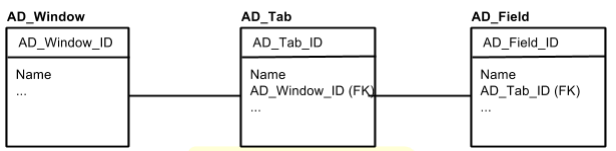 AD_Window
AD_Window_ID
Name
...
AD_Tab
AD_Tab_ID
Name
AD_Window_ID (FK)
...
AD_Field
AD_Field_ID
Name
AD_Tab_ID (FK)
...